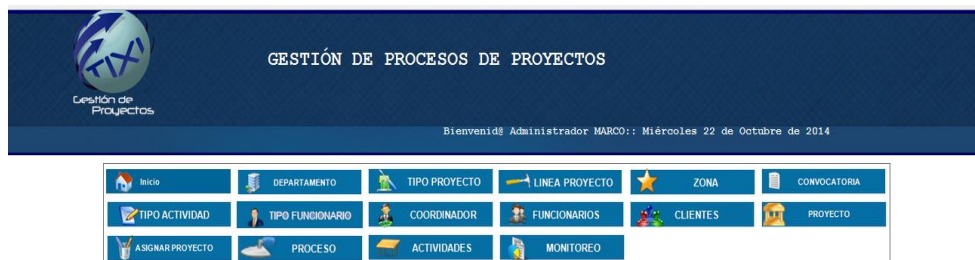 TIXI
Gestión de
Proyectos
GESTIÓN DE PROCESOS DE PROYECTOS
Bienvenid@ Administrador MARCO:: Miércoles 22 de Octubre de 2014
Inicio DEPARTAMENTO TIPO PROYECTO LINEA PROYECTO ZONA CONVOCATORIA
TIPO ACTIVIDAD TIPO FUNCIONARIO COORDINADOR FUNCIONARIOS CLIENTES PROYECTO
ASIGNAR PROYECTO PROCESO ACTIVIDADES MONITOREO